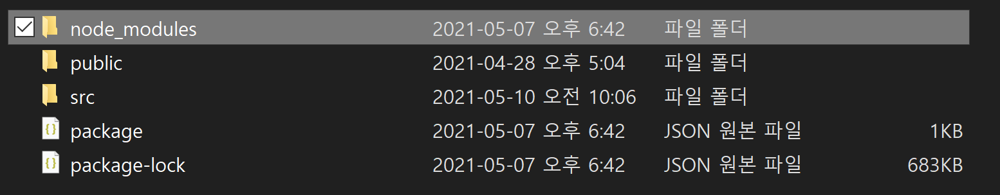 node_modules 2021-05-07 오후 6:42 파일 폴더
public 2021-04-28 오후 5:04 파일 폴더
src 2021-05-10 오전 10:06 파일 폴더
package 2021-05-07 오후 6:42 JSON 원본 파일 1KB
package-lock 2021-05-07 오후 6:42 JSON 원본 파일 683KB